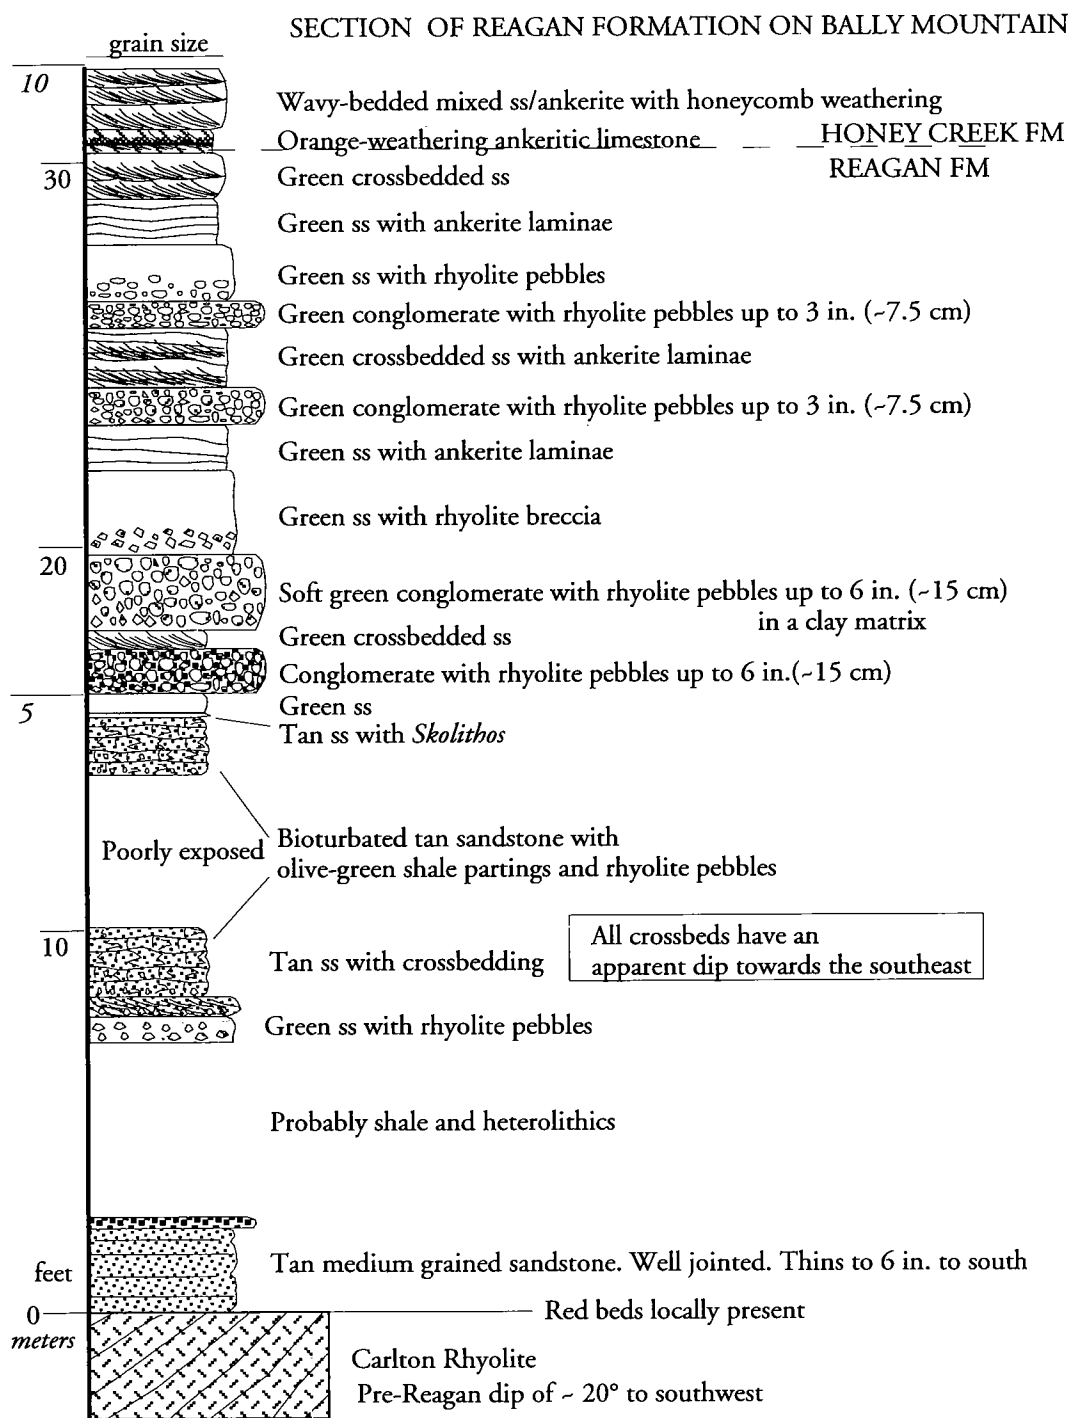 SECTION OF REAGAN FORMATION ON BALLY MOUNTAIN
grain size
10
Wavy-bedded mixed ss/ankerite with honeycomb weathering
Orange-weathering ankeritic limestone
HONEY CREEK FM
REAGAN FM
30
Green crossbedded ss
Green ss with ankerite laminae
Green ss with rhyolite pebbles
Green conglomerate with rhyolite pebbles up to 3 in. (~7.5 cm)
Green crossbedded ss with ankerite laminae
Green conglomerate with rhyolite pebbles up to 3 in. (~7.5 cm)
Green ss with ankerite laminae
Green ss with rhyolite breccia
20
Soft green conglomerate with rhyolite pebbles up to 6 in. (~15 cm)
in a clay matrix
Green crossbedded ss
Conglomerate with rhyolite pebbles up to 6 in.(~15 cm)
5
Green ss
Tan ss with Skolithos
Poorly exposed
Bioturbated tan sandstone with
olive-green shale partings and rhyolite pebbles
10
All crossbeds have an
apparent dip towards the southeast
Tan ss with crossbedding
Green ss with rhyolite pebbles
Probably shale and heterolithics
Tan medium grained sandstone. Well jointed. Thins to 6 in. to south
feet
0
meters
Red beds locally present
Carlton Rhyolite
Pre-Reagan dip of ~ 20° to southwest